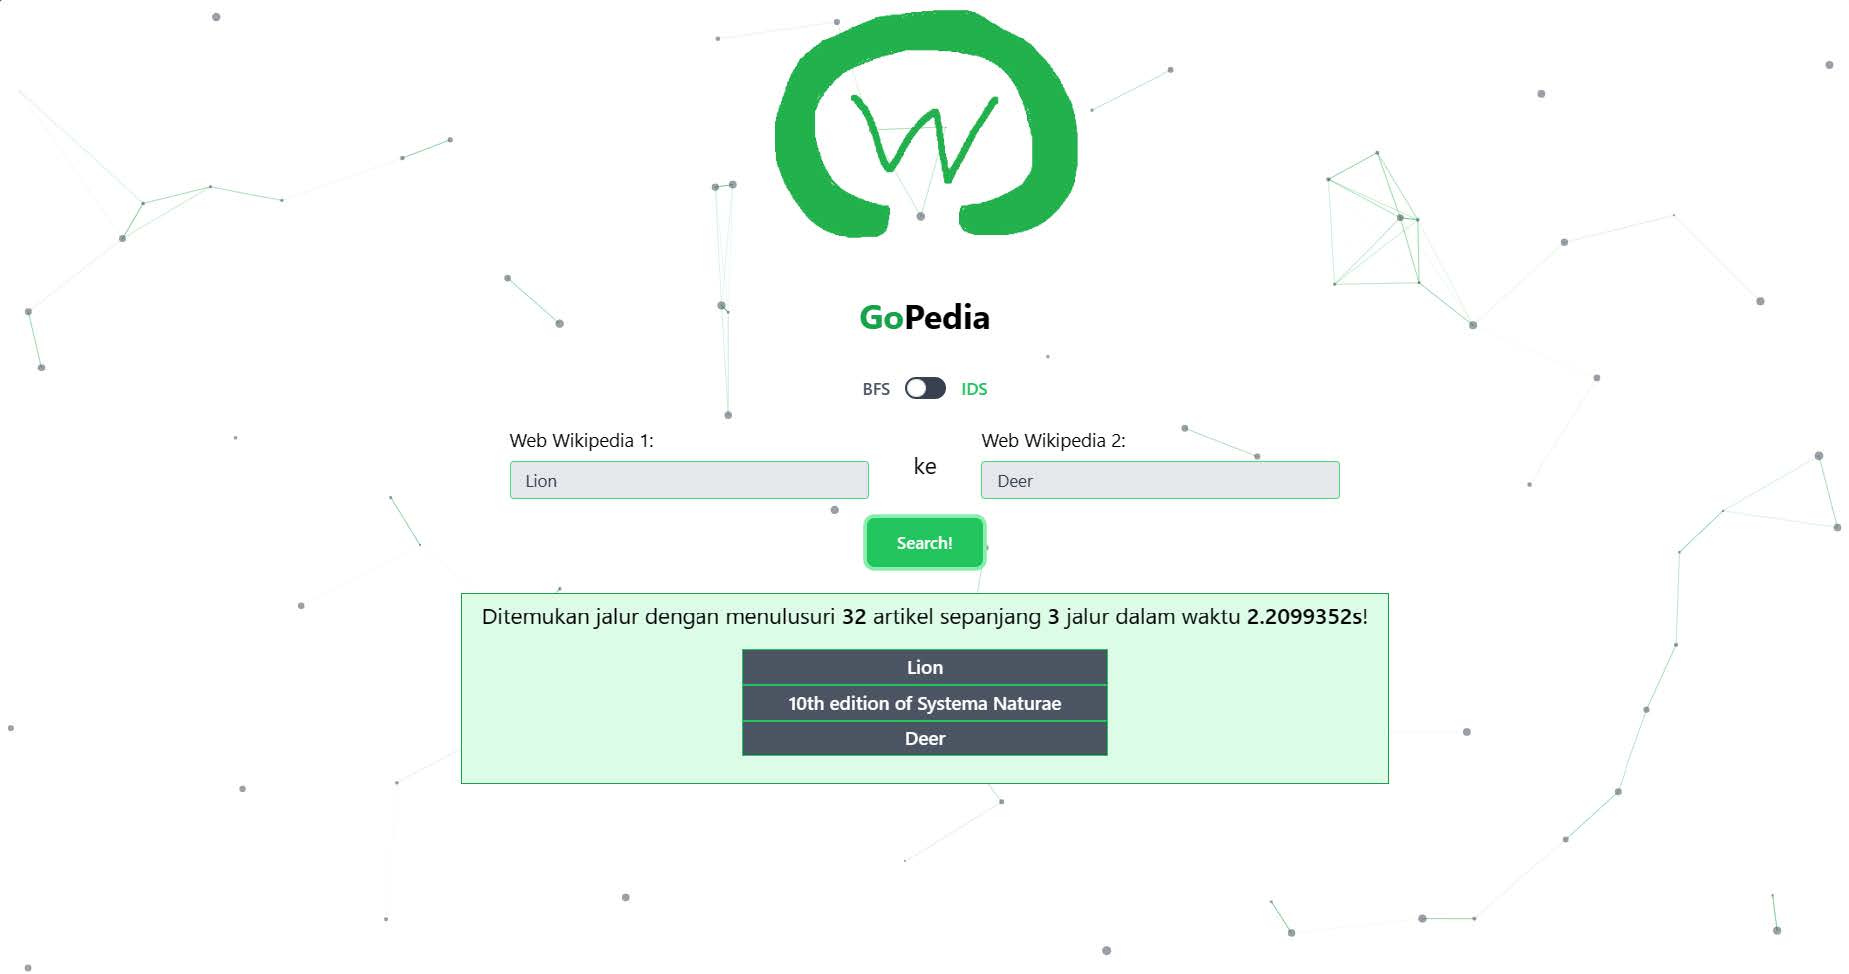 W
GoPedia
BFS IDS
Web Wikipedia 1:
Web Wikipedia 2:
Lion
ke
Deer
Search!
Ditemukan jalur dengan menulusuri 32 artikel sepanjang 3 jalur dalam waktu 2.2099352s!
Lion
10th edition of Systema Naturae
Deer